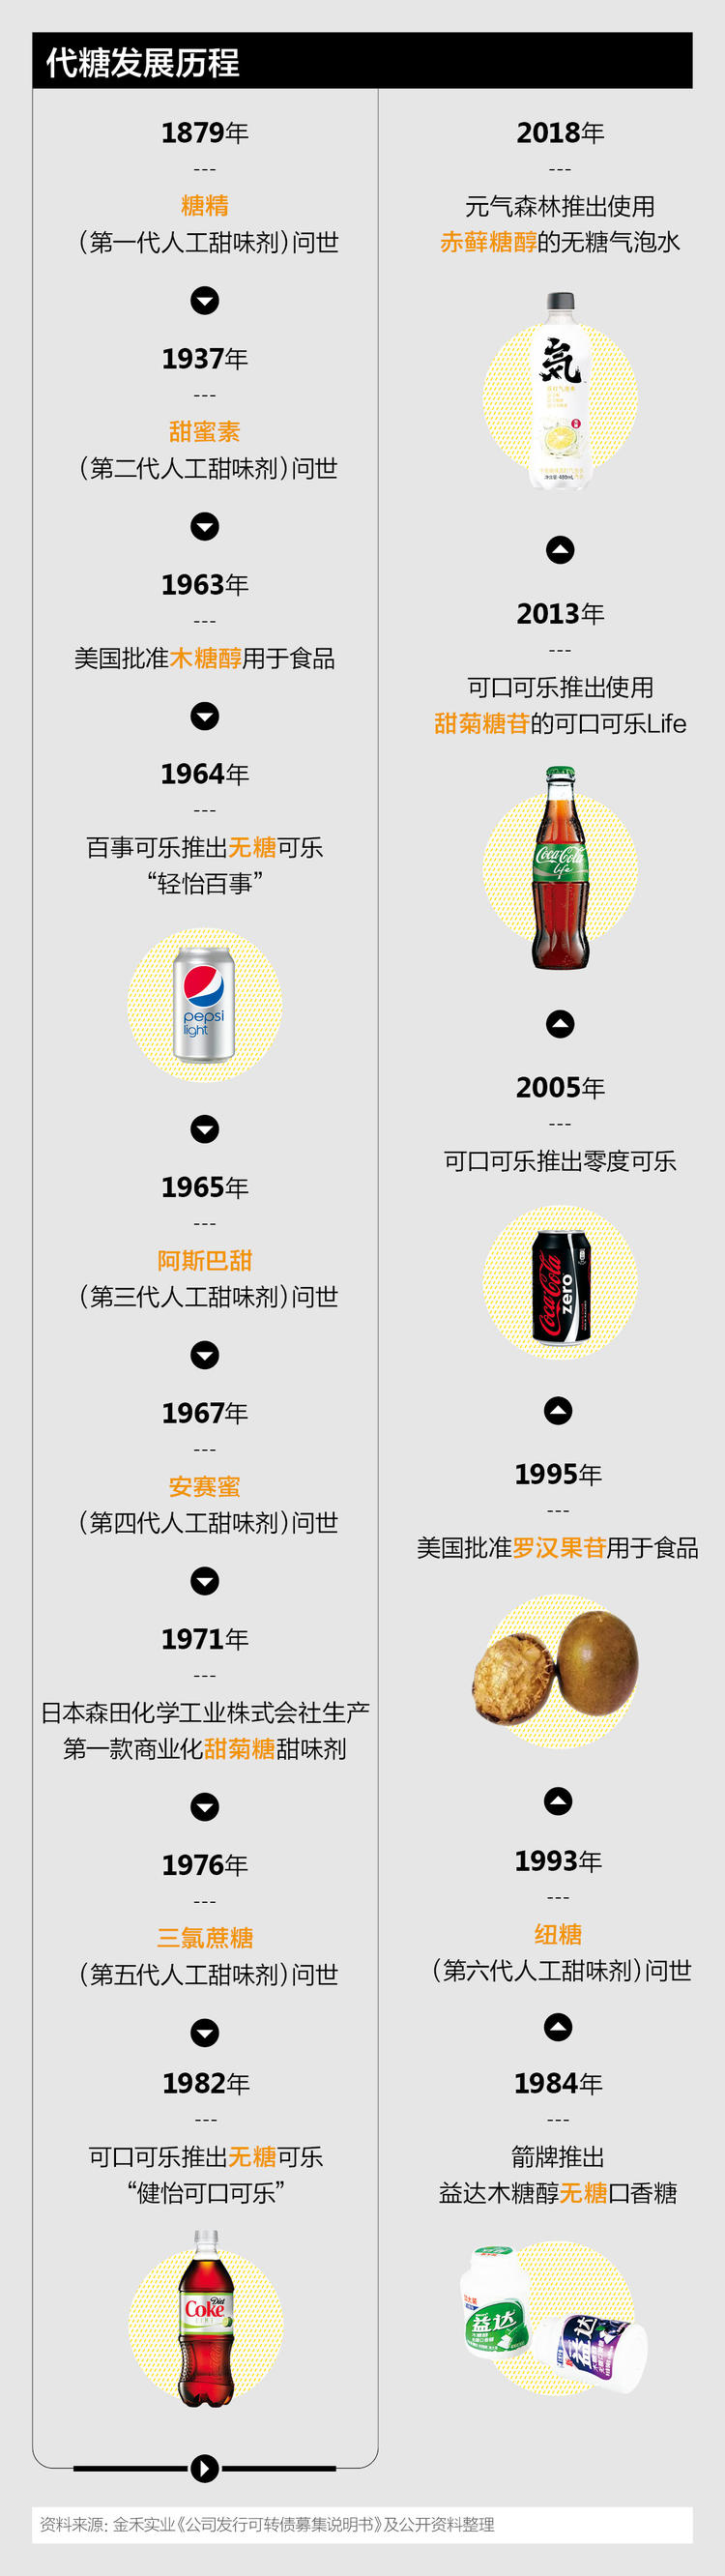 代糖发展历程
1879年
---
糖精
（第一代人工甜味剂）问世
1937年
---
甜蜜素
（第二代人工甜味剂）问世
1963年
---
美国批准木糖醇用于食品
1964年
---
百事可乐推出无糖可乐
“轻怡百事”
pepsi
light
1965年
---
阿斯巴甜
（第三代人工甜味剂）问世
1967年
---
安赛蜜
（第四代人工甜味剂）问世
1971年
---
日本森田化学工业株式会社生产
第一款商业化甜菊糖甜味剂
1976年
---
三氯蔗糖
（第五代人工甜味剂）问世
1982年
---
可口可乐推出无糖可乐
“健怡可口可乐”
Diet
Coke
1984年
---
箭牌推出
益达木糖醇无糖口香糖
益达
益达
1993年
---
纽糖
（第六代人工甜味剂）问世
1995年
---
美国批准罗汉果苷用于食品
2005年
---
可口可乐推出零度可乐
Coca-Cola
zero
2013年
---
可口可乐推出使用
甜菊糖苷的可口可乐Life
Coca-Cola
life
2018年
---
元气森林推出使用
赤藓糖醇的无糖气泡水
気
资料来源：金禾实业《公司发行可转债募集说明书》及公开资料整理